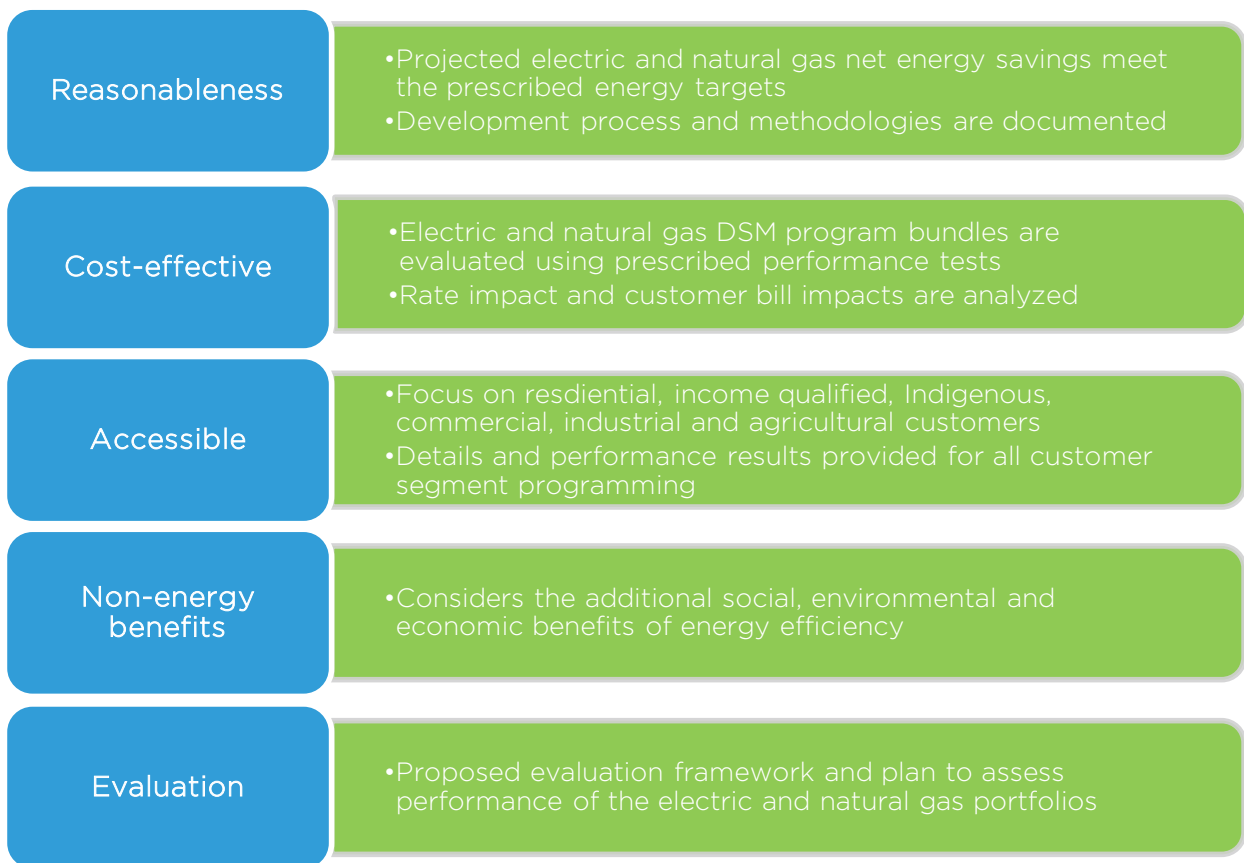 Reasonableness
•Projected electric and natural gas net energy savings meet
the prescribed energy targets
•Development process and methodologies are documented
Cost-effective
•Electric and natural gas DSM program bundles are
evaluated using prescribed performance tests
•Rate impact and customer bill impacts are analyzed
Accessible
•Focus on resdiential, income qualified, Indigenous,
commercial, industrial and agricultural customers
•Details and performance results provided for all customer
segment programming
Non-energy
benefits
•Considers the additional social, environmental and
economic benefits of energy efficiency
Evaluation
•Proposed evaluation framework and plan to assess
performance of the electric and natural gas portfolios